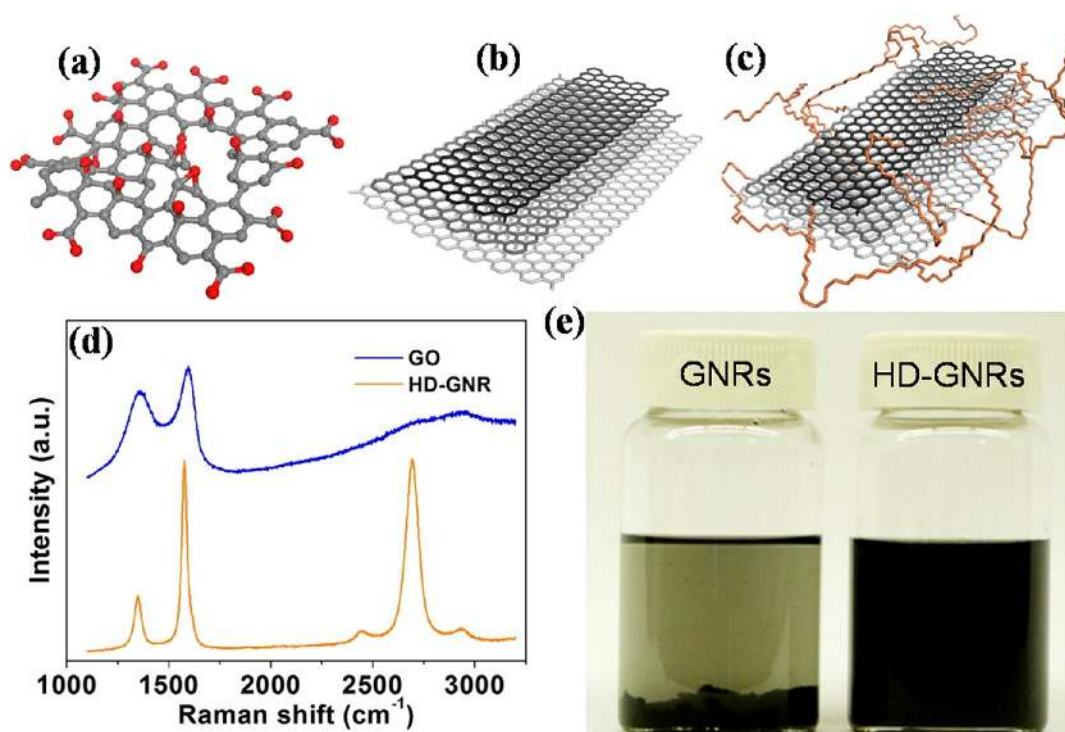 (a)
(b)
(c)
(d)
GO
HD-GNR
Intensity (a.u.)
1000 1500 2000 2500 3000
Raman shift (cm⁻¹)
(e)
GNRs
HD-GNRs